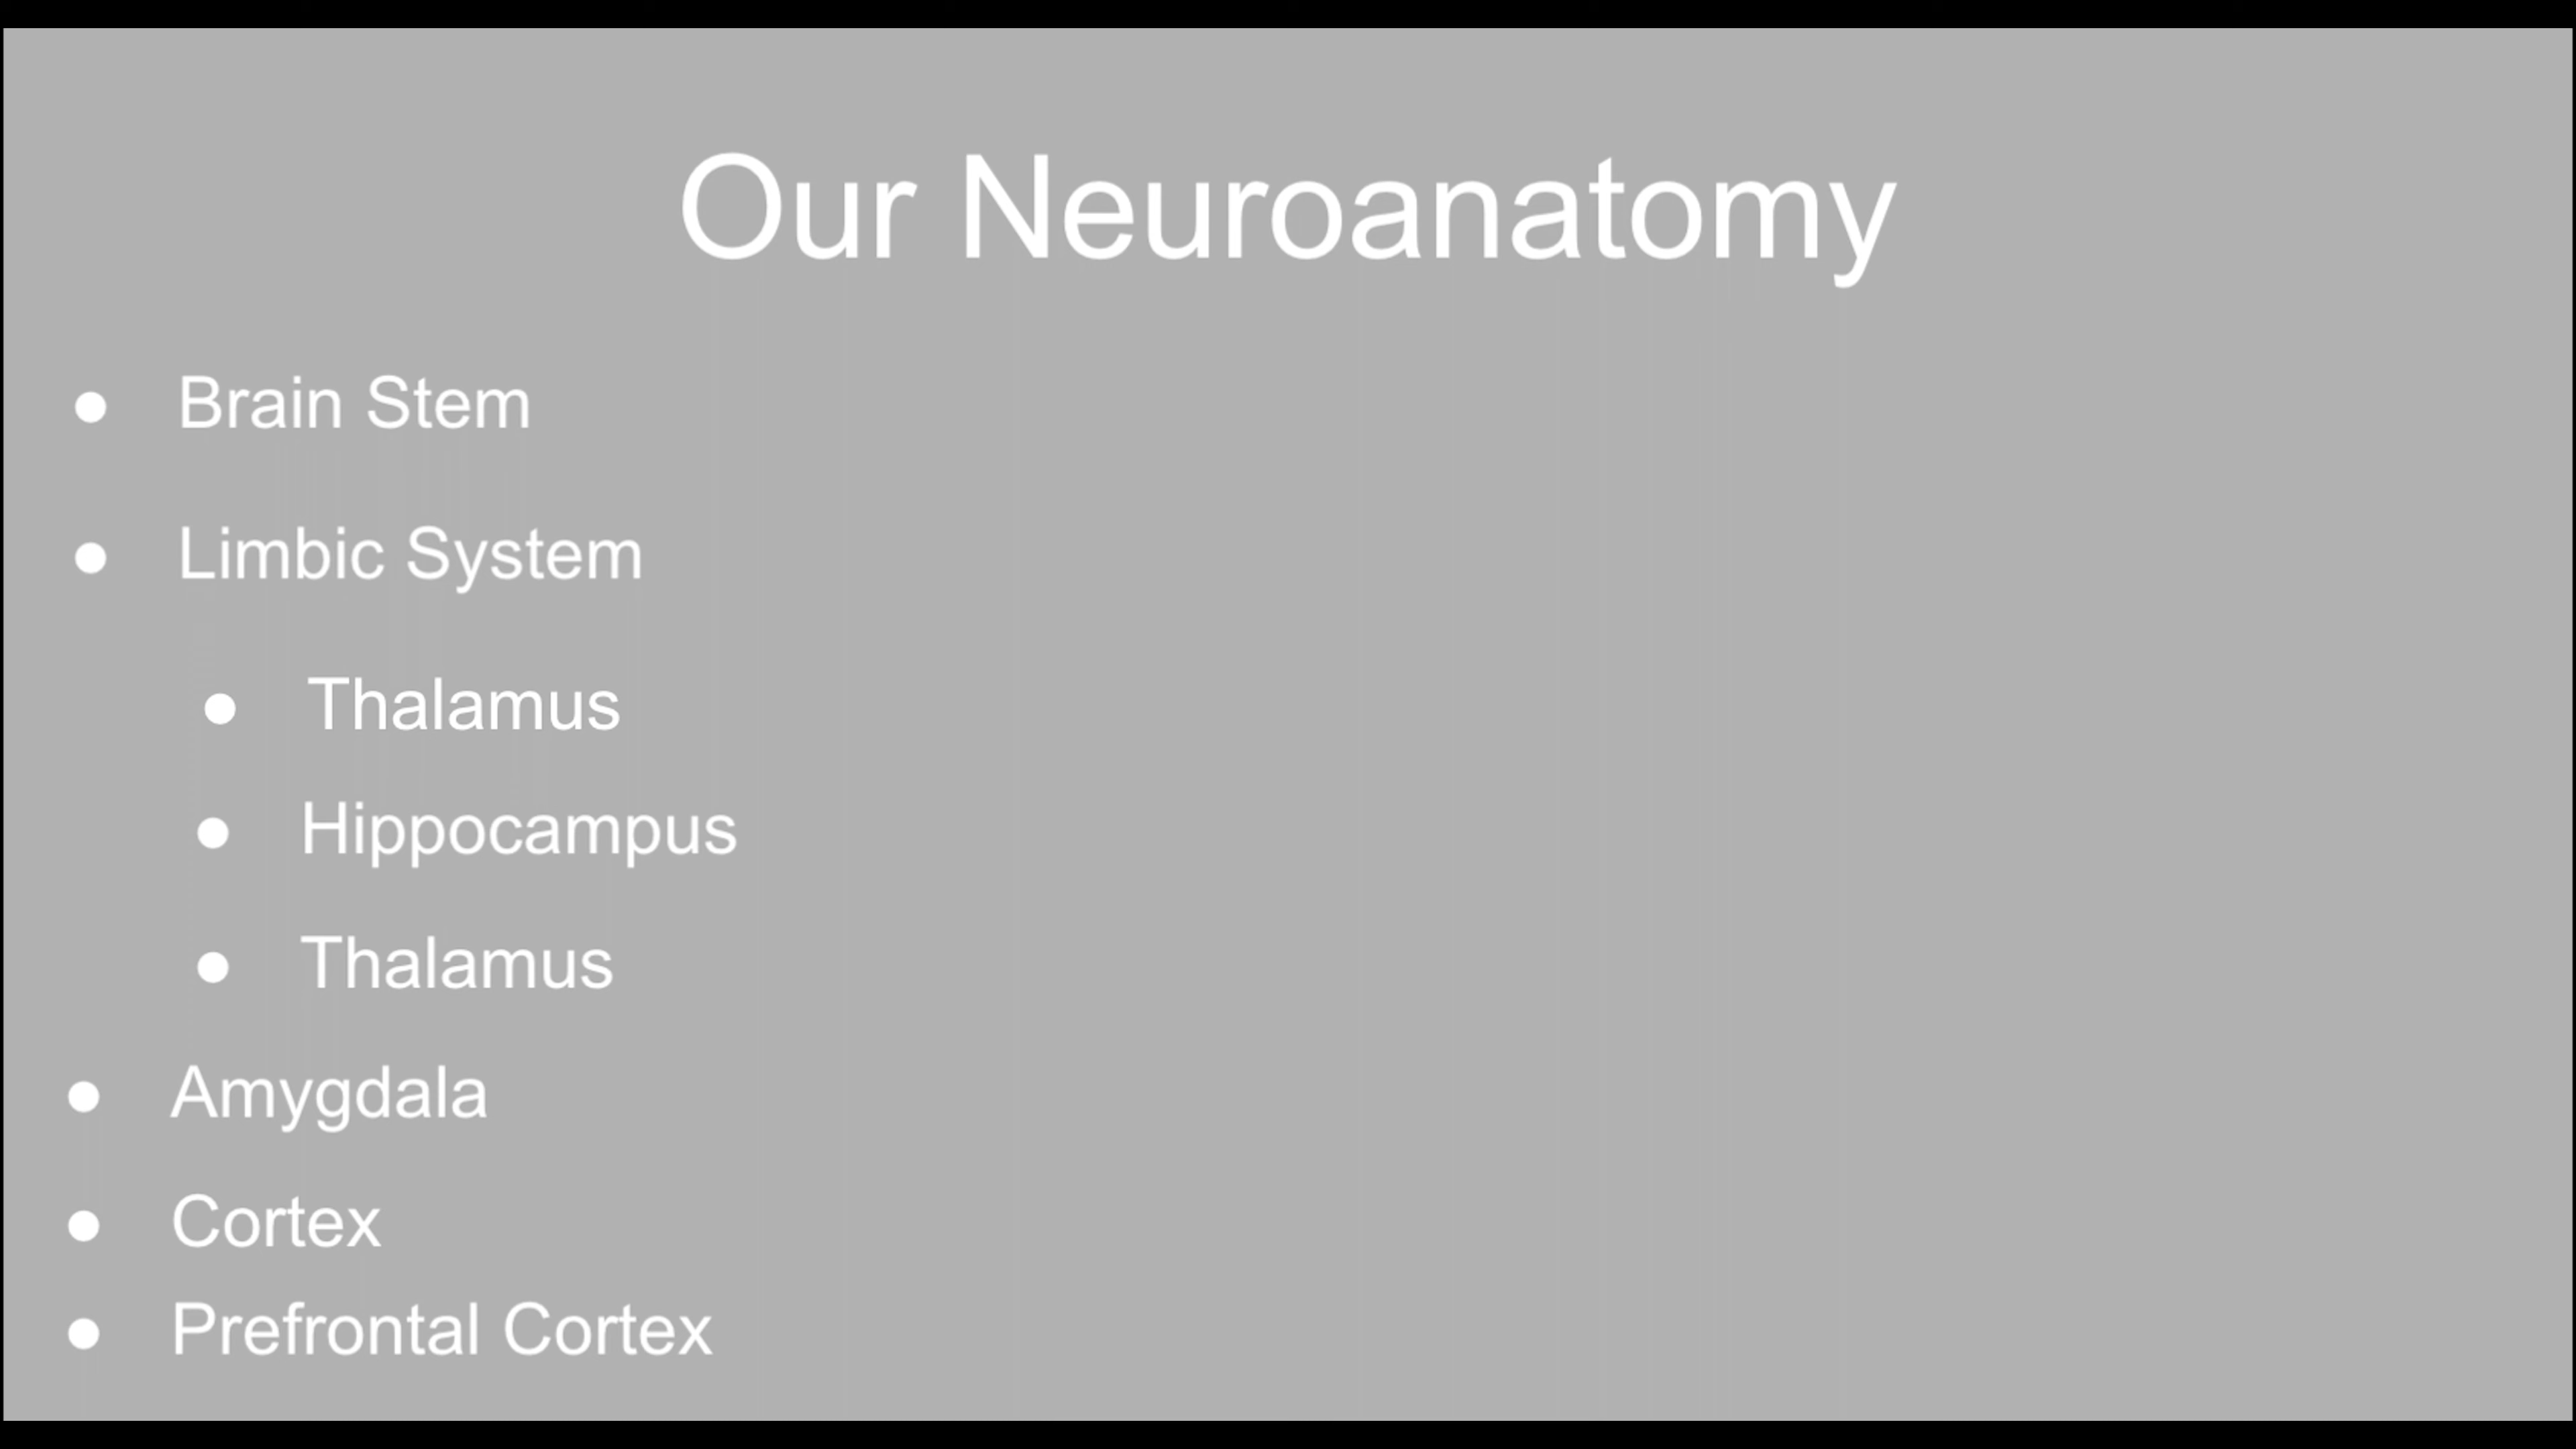 Our Neuroanatomy
● Brain Stem
● Limbic System
● Thalamus
● Hippocampus
● Thalamus
● Amygdala
● Cortex
● Prefrontal Cortex